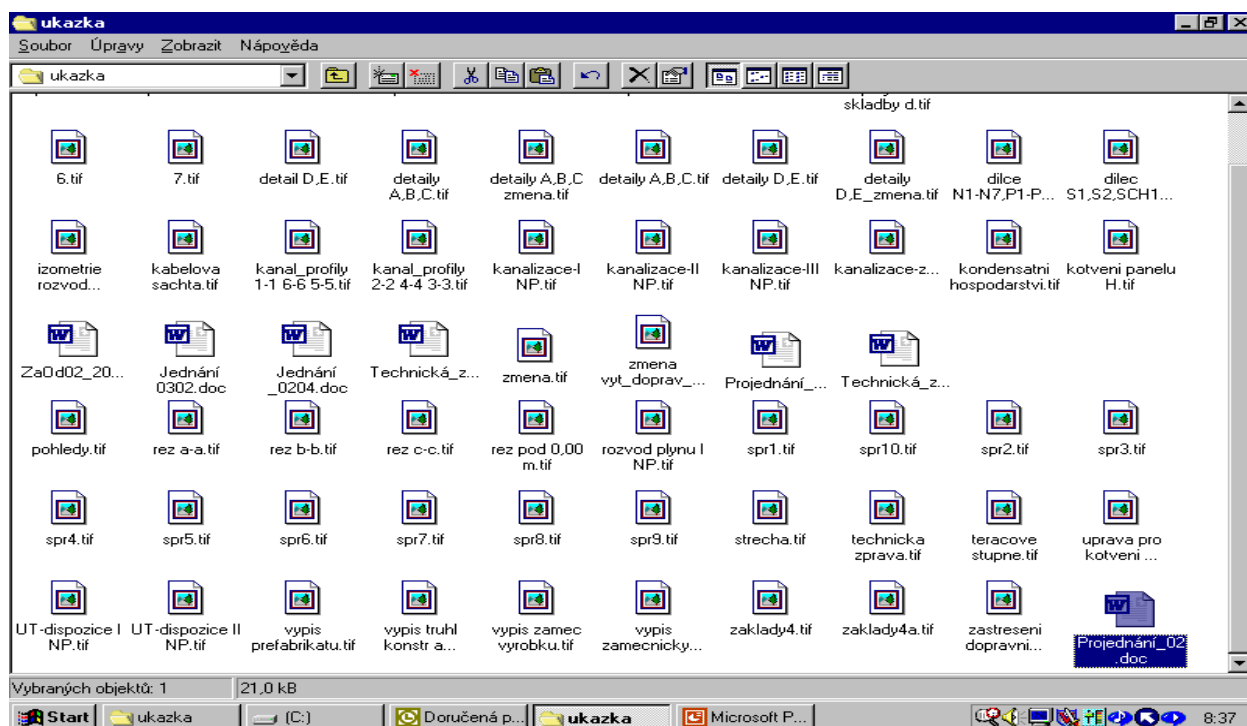 ukazka
Soubor Úpravy Zobrazit Nápověda
ukazka
skladby d.tif
6.tif
7.tif
detail D,E.tif
detaily
A,B,C.tif
detaily A,B,C
zmena.tif
detaily A,B,C.tif
detaily D,E.tif
detaily
D,E_zmena.tif
dilce
N1-N7,P1-P...
dilec
S1,S2,SCH1...
izometrie
rozvod...
kabelova
sachta.tif
kanal_profily
1-1 6-6 5-5.tif
kanal_profily
2-2 4-4 3-3.tif
kanalizace-I
NP.tif
kanalizace-II
NP.tif
kanalizace-III
NP.tif
kanalizace-z...
kondensatni
hospodarstvi.tif
kotveni panelu
H.tif
ZaOd02_20...
Jednání
0302.doc
Jednání
_0204.doc
Technická_z...
zmena.tif
zmena
vyt_doprav_...
Projednání_...
Technická_z...
pohledy.tif
rez a-a.tif
rez b-b.tif
rez c-c.tif
rez pod 0,00
m.tif
rozvod plynu I
NP.tif
spr1.tif
spr10.tif
spr2.tif
spr3.tif
spr4.tif
spr5.tif
spr6.tif
spr7.tif
spr8.tif
spr9.tif
strecha.tif
technicka
zprava.tif
teracove
stupne.tif
uprava pro
kotveni ...
UT-dispozice I
NP.tif
UT-dispozice II
NP.tif
vypis
prefabrikatu.tif
vypis truhl
konstr a...
vypis zamec
vyrobku.tif
vypis
zamecnicky...
zaklady4.tif
zaklady4a.tif
zastreseni
dopravni...
Projednání_02
.doc
Vybraných objektů: 1
21,0 kB
Start
ukazka
(C:)
Doručená p...
ukazka
Microsoft P...
8:37